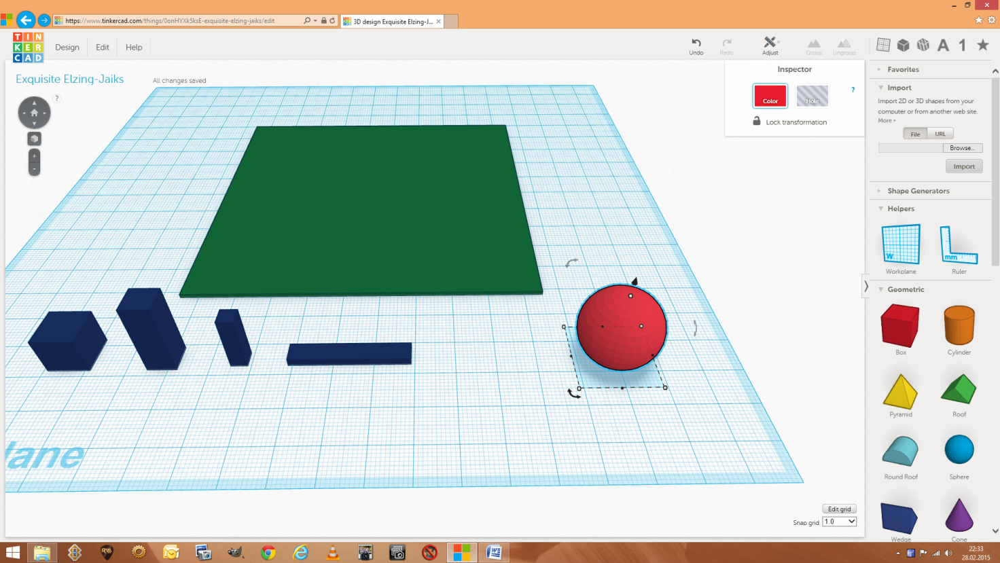 https://www.tinkercad.com/things/0onHYXk5ksE-exquisite-elzing-jaiks/edit
3D design Exquisite Elzing-J...
TIN
KER
CAD
Design
Edit
Help
Undo
Redo
Adjust
Group
Ungroup
A 1
Exquisite Elzing-Jaiks
All changes saved
?
+
-
Inspector
Color
Hole
?
Lock transformation
Favorites
Import
Import 2D or 3D shapes from your
computer or from another web site.
More
File
URL
Browse...
Import
Shape Generators
Helpers
W
mm
Workplane
Ruler
Geometric
Box
Cylinder
Pyramid
Roof
Round Roof
Sphere
Wedge
Cone
lane
Edit grid
Snap grid
1.0
RW
W
22:33
28.02.2015